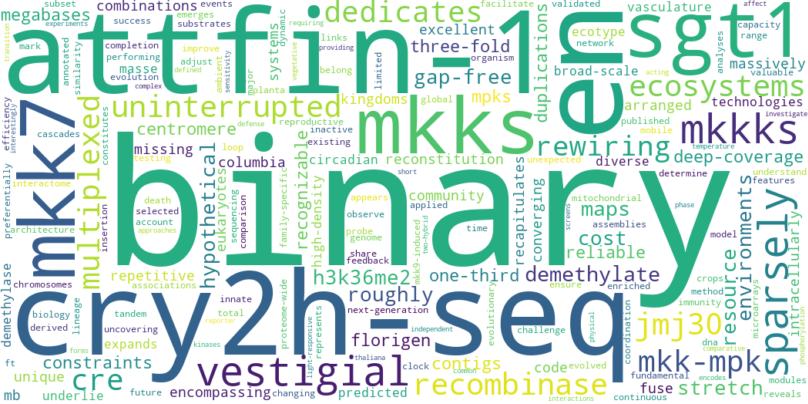 megabases
combinations
events
dedicates
excellent
facilitate
vasculature
validated
ecotype
subset
success
emerges
substrates
dynamic
requiring
experiments
attfin-1
en
sgt1
mark
completion
improve
systems
links
three-fold
organism
network
capacity
range
affect
transition
annotated
similarity
masse
performing
adjust
ambient
sensitivity
providing
gap-free
duplications
broad-scale
analyses
massively
valuable
evolution
defined
major
planta
belong
limited
complex
vegetative
acting
ecosystems
uninterrupted
kingdoms
global
mpks
arranged
technologies
published
mobile
investigate
efficiency
interestingly
cascades
defense
reproductive
mkks
mkkks
mkk7
multiplexed
centromere
inactive
existing
rewiring
constitutes
missing
loop
testing
columbia
circadian
reconstitution
unexpected
temperature
diverse
deep-coverage
determine
understand
features
preferentially
interactome
death
hypothetical
eukaryotes
recognizable
family-specific
binary
short
appears
community
recapitulates
converging
mitochondrial
maps
assemblies
phase
architecture
insertion
selected
account
approaches
sequencing
comparison
high-density
observe
probe
genome
applied
time
two-hybrid
screens
cost
reliable
model
environments
resource
crops
method
immunity
sparsely
intracellularly
chromosomes
repetitive
associations
share
feedback
mkk9-induced
h3k36me2
one-third
demethylate
enriched
ensure
microarrays
phosphorylation
demethylase
biology
derived
tandem
lineage
uncovering
innate
total
reporter
proteome-wide
next-generation
represents
roughly
evolutionary
challenge
independent
physical
fundamental
coordination
jmj30
dna
comparative
cry2h-seq
expands
kinases
light-responsive
florigen
clock
evolved
code
mkk-mpk
ft
constraints
forms
vestigial
thaliana
contigs
common
encodes
modules
reveals
mb
unique
underlie
cre
future
encompassing
changing
predicted
recombinase
interactions
fuse
stretch
continuous